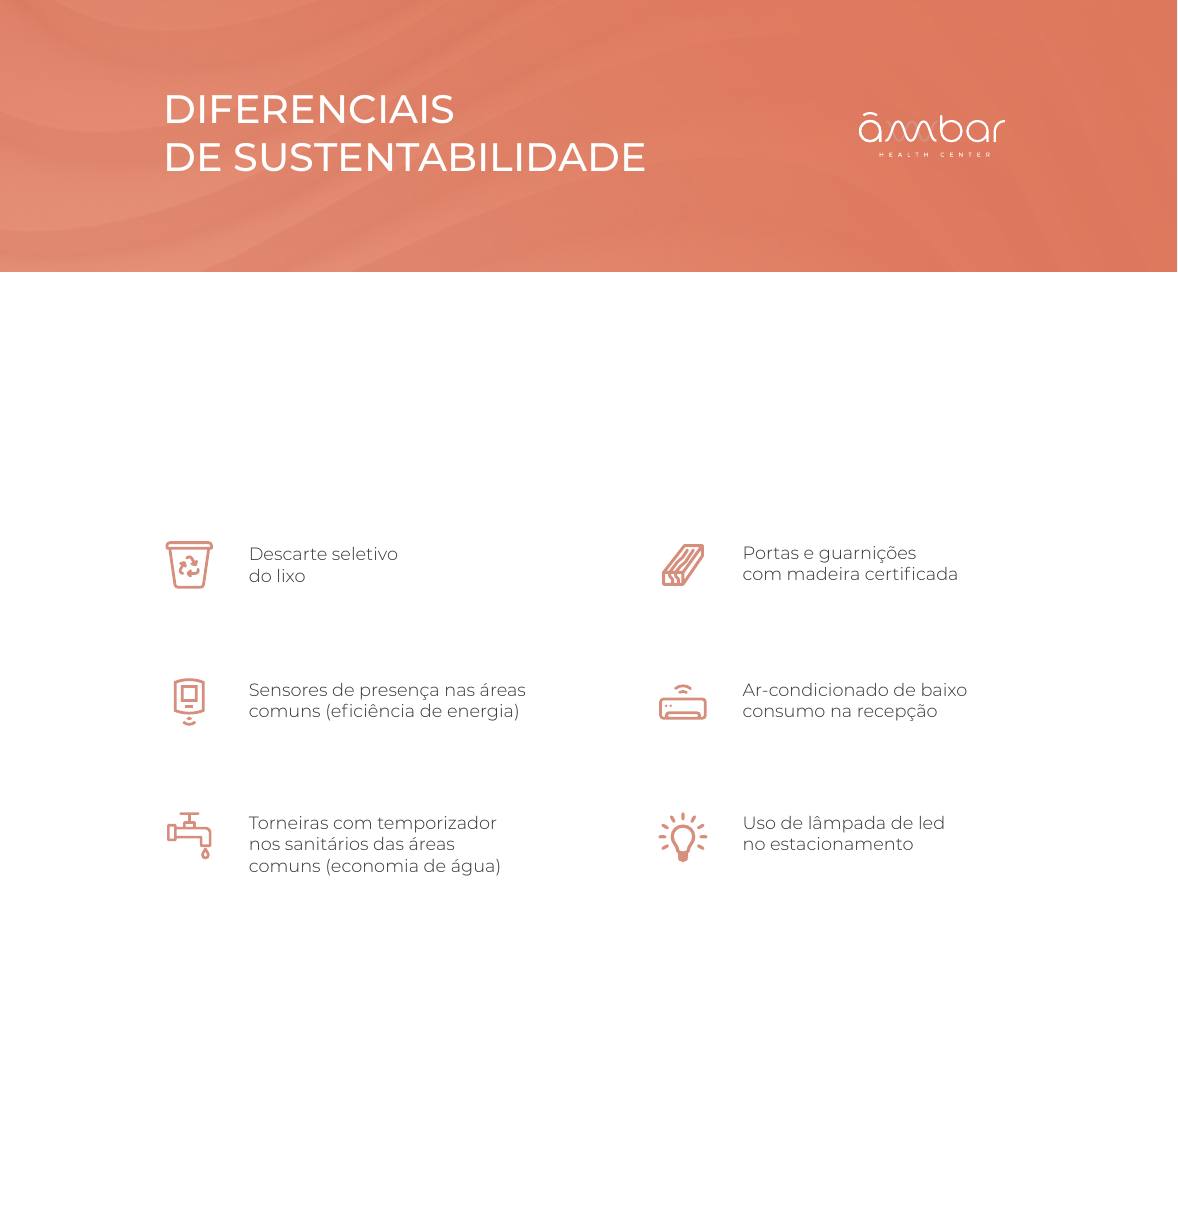 DIFERENCIAIS
DE SUSTENTABILIDADE
âmbar
HEALTH CENTER
Descarte seletivo
do lixo
Portas e guarnições
com madeira certificada
Sensores de presença nas áreas
comuns (eficiência de energia)
Ar-condicionado de baixo
consumo na recepção
Torneiras com temporizador
nos sanitários das áreas
comuns (economia de água)
Uso de lâmpada de led
no estacionamento